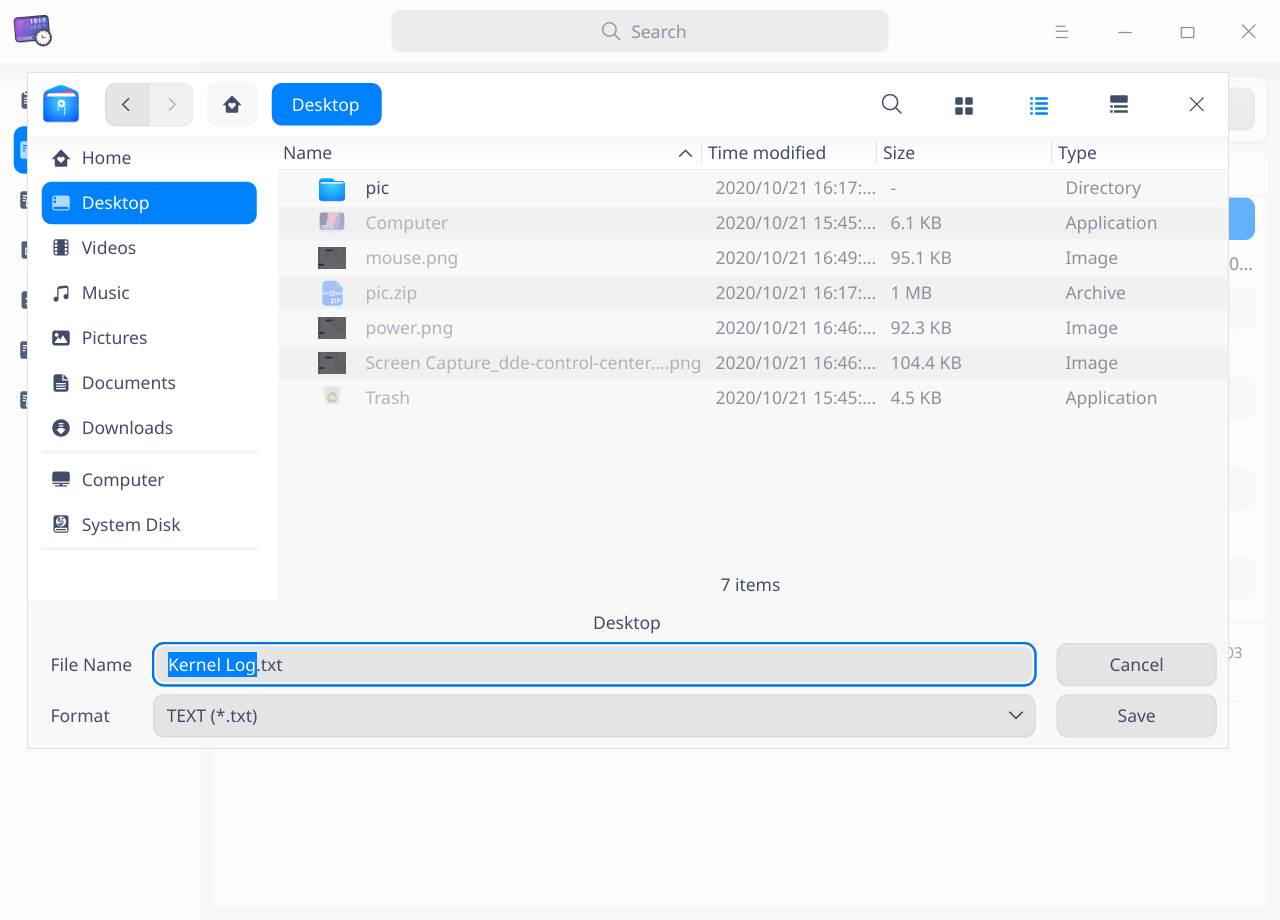 Search
Desktop
Home
Desktop
Videos
Music
Pictures
Documents
Downloads
Computer
System Disk
Name Time modified Size Type
pic 2020/10/21 16:17:... - Directory
Computer 2020/10/21 15:45:... 6.1 KB Application
mouse.png 2020/10/21 16:49:... 95.1 KB Image
pic.zip 2020/10/21 16:17:... 1 MB Archive
power.png 2020/10/21 16:46:... 92.3 KB Image
Screen Capture_dde-control-center....png 2020/10/21 16:46:... 104.4 KB Image
Trash 2020/10/21 15:45:... 4.5 KB Application
0...
7 items
Desktop
File Name Kernel Log.txt Cancel
03
Format TEXT (*.txt) Save